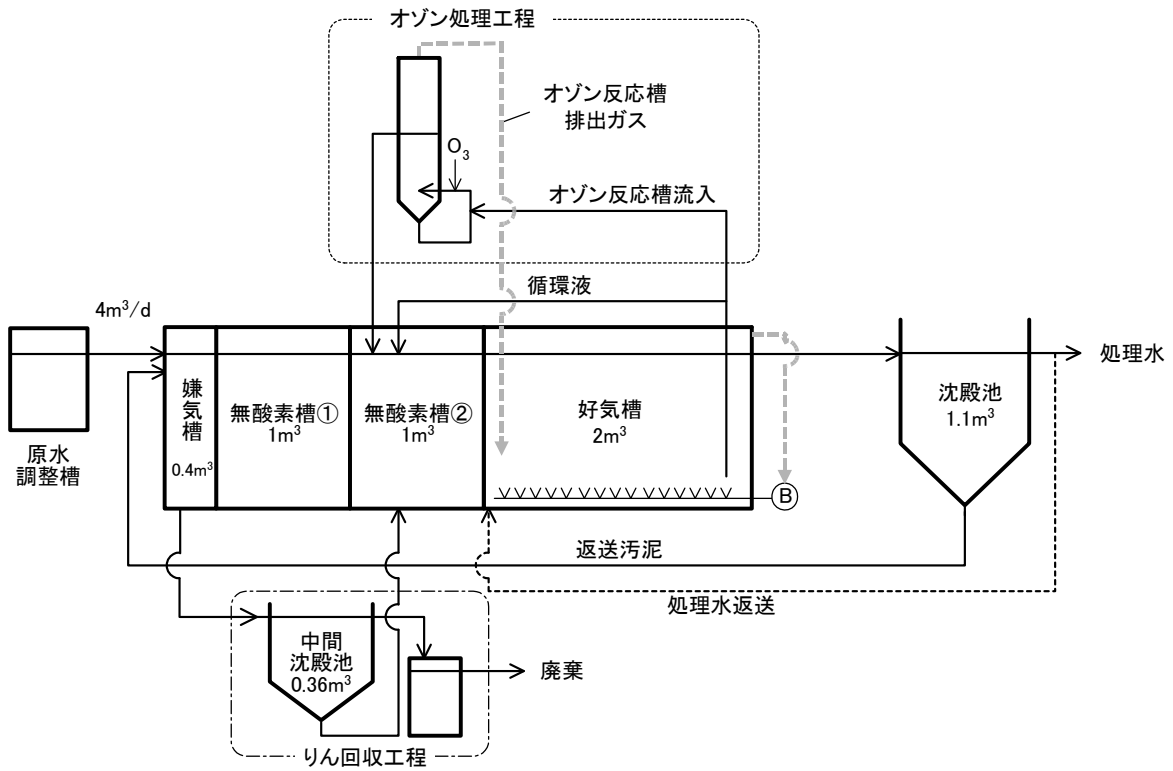 オゾン処理工程
オゾン反応槽
排出ガス
O₃
オゾン反応槽流入
循環液
4m³/d
処理水
嫌気槽
0.4m³
無酸素槽①
1m³
無酸素槽②
1m³
好気槽
2m³
沈殿池
1.1m³
原水
調整槽
B
返送汚泥
処理水返送
中間
沈殿池
0.36m³
廃棄
りん回収工程